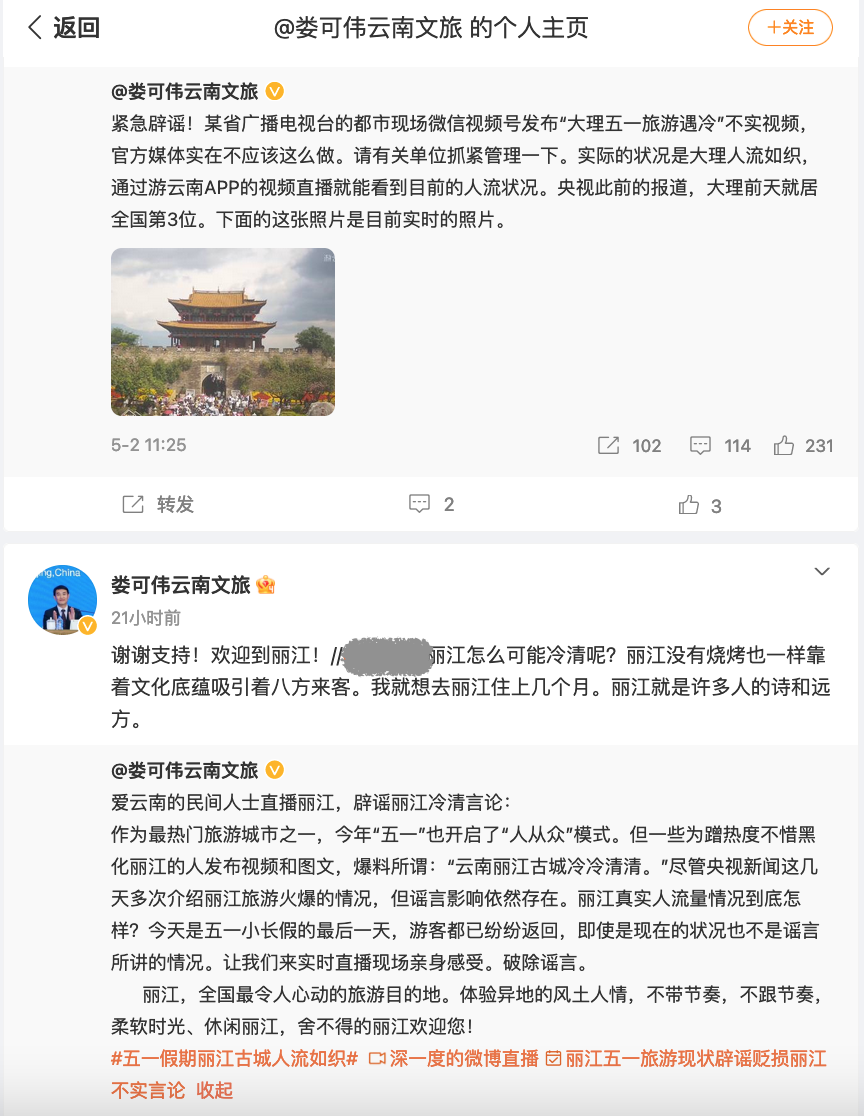 返回
@娄可伟云南文旅 的个人主页
＋关注
@娄可伟云南文旅
紧急辟谣！某省广播电视台的都市现场微信视频号发布“大理五一旅游遇冷”不实视频，
官方媒体实在不应该这么做。请有关单位抓紧管理一下。实际的状况是大理人流如织，
通过游云南APP的视频直播就能看到目前的人流状况。央视此前的报道，大理前天就居
全国第3位。下面的这张照片是目前实时的照片。
5-2 11:25
102
114
231
转发
2
3
ng,China
娄可伟云南文旅
21小时前
谢谢支持！欢迎到丽江！//
丽江怎么可能冷清呢？丽江没有烧烤也一样靠
着文化底蕴吸引着八方来客。我就想去丽江住上几个月。丽江就是许多人的诗和远
方。
@娄可伟云南文旅
爱云南的民间人士直播丽江，辟谣丽江冷清言论：
作为最热门旅游城市之一，今年“五一”也开启了“人从众”模式。但一些为蹭热度不惜黑
化丽江的人发布视频和图文，爆料所谓：“云南丽江古城冷冷清清。”尽管央视新闻这几
天多次介绍丽江旅游火爆的情况，但谣言影响依然存在。丽江真实人流量情况到底怎
样？今天是五一小长假的最后一天，游客都已纷纷返回，即使是现在的状况也不是谣言
所讲的情况。让我们来实时直播现场亲身感受。破除谣言。
丽江，全国最令人心动的旅游目的地。体验异地的风土人情，不带节奏，不跟节奏，
柔软时光、休闲丽江，舍不得的丽江欢迎您！
#五一假期丽江古城人流如织# 深一度的微博直播 丽江五一旅游现状辟谣贬损丽江
不实言论 收起